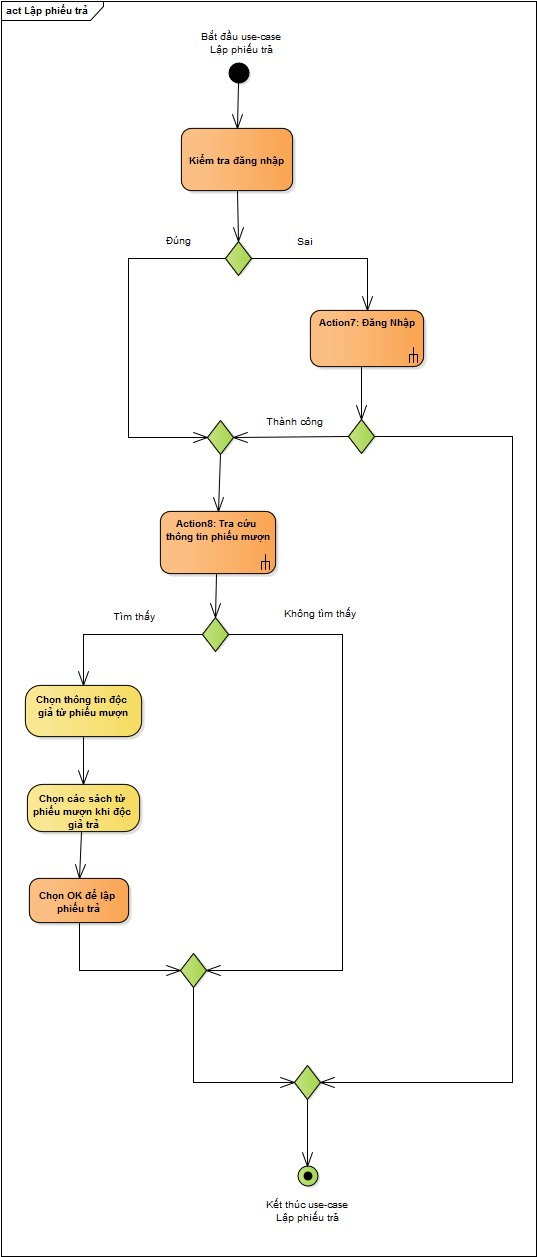 act Lập phiếu trả
Bắt đầu use-case
Lập phiếu trả
Kiểm tra đăng nhập
Đúng
Sai
Action7: Đăng Nhập
Thành công
Action8: Tra cứu
thông tin phiếu mượn
Tìm thấy
Không tìm thấy
Chọn thông tin độc
giả từ phiếu mượn
Chọn các sách từ
phiếu mượn khi độc
giả trả
Chọn OK để lập
phiếu trả
Kết thúc use-case
Lập phiếu trả